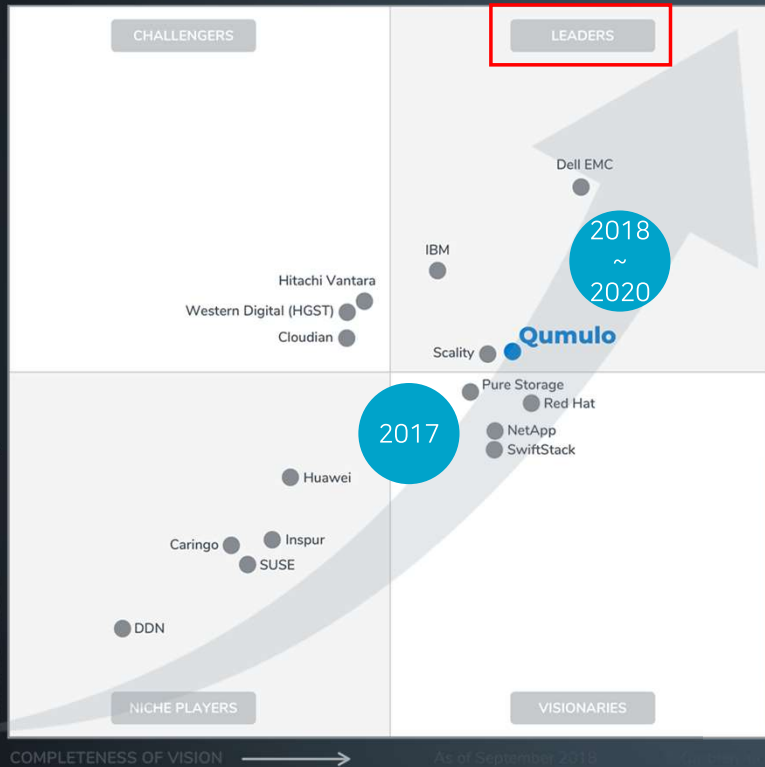 CHALLENGERS
LEADERS
Dell EMC
2018
~
2020
IBM
Hitachi Vantara
Western Digital (HGST)
Cloudian
Qumulo
Scality
Pure Storage
Red Hat
2017
NetApp
SwiftStack
Huawei
Caringo
Inspur
SUSE
DDN
NICHE PLAYERS
VISIONARIES
COMPLETENESS OF VISION
As of September 2018